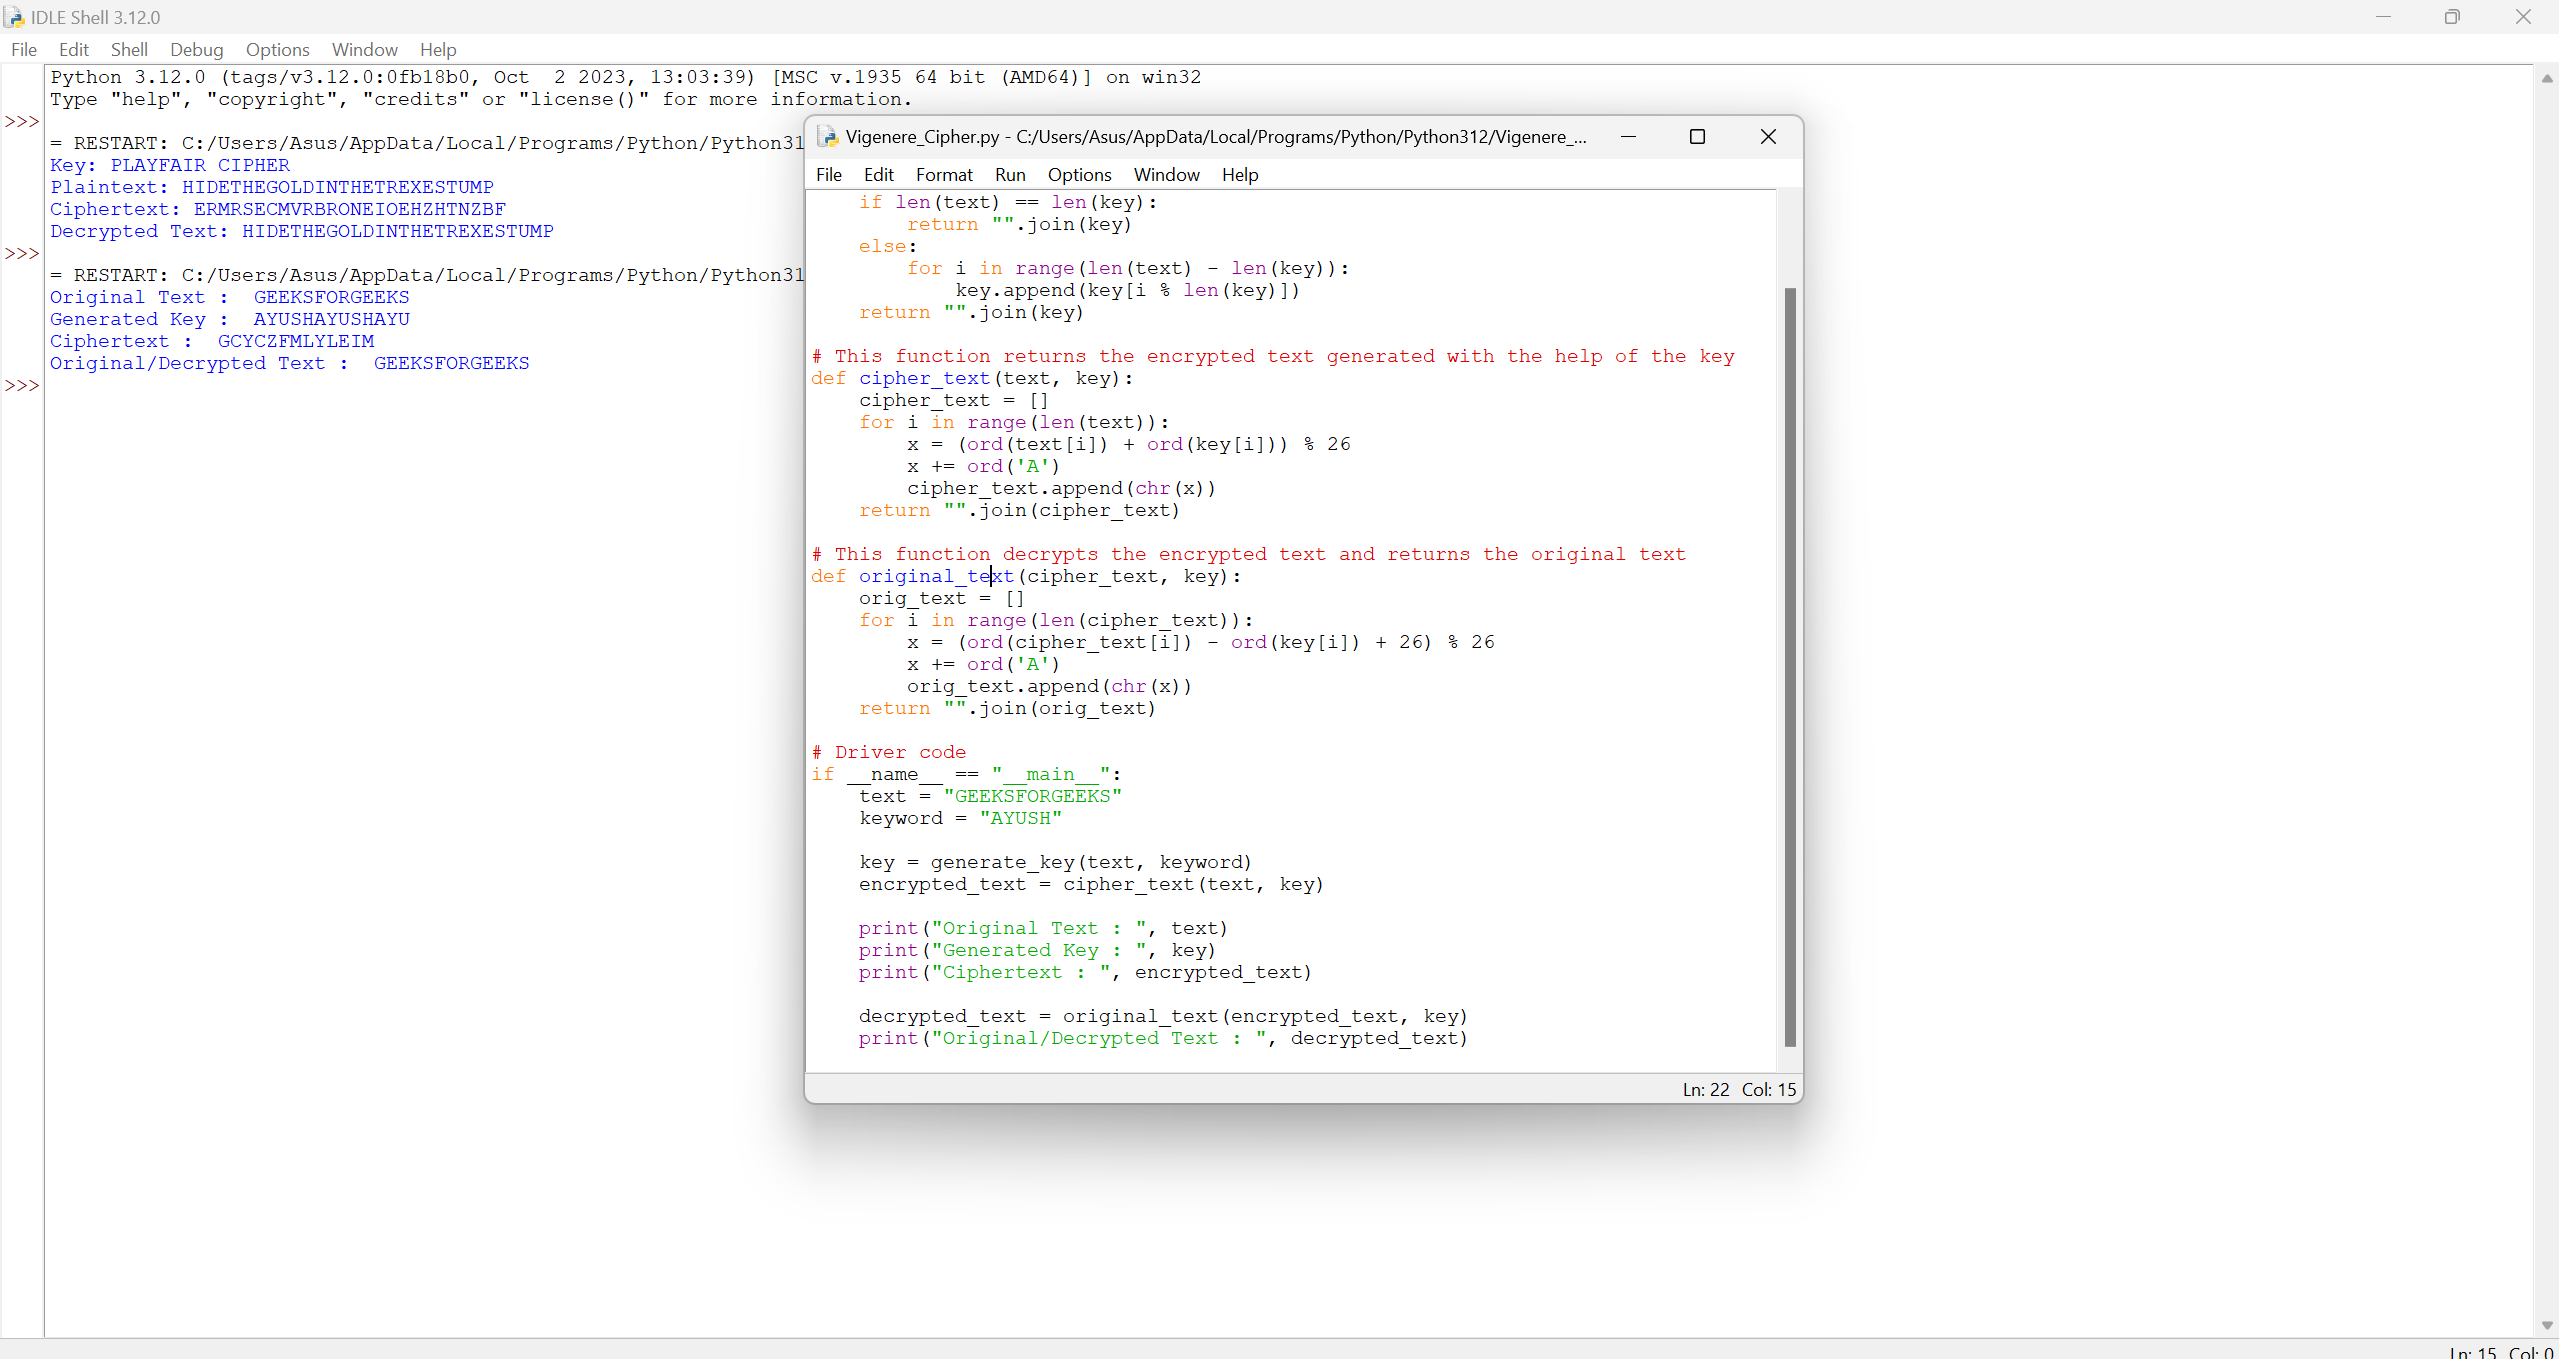 IDLE Shell 3.12.0
File Edit Shell Debug Options Window Help
Python 3.12.0 (tags/v3.12.0:0fb18b0, Oct  2 2023, 13:03:39) [MSC v.1935 64 bit (AMD64)] on win32
Type "help", "copyright", "credits" or "license()" for more information.
>>>
= RESTART: C:/Users/Asus/AppData/Local/Programs/Python/Python31
Key: PLAYFAIR CIPHER
Plaintext: HIDETHEGOLDINTHETREXESTUMP
Ciphertext: ERMRSECMVRBRONEIOEHZHTNZBF
Decrypted Text: HIDETHEGOLDINTHETREXESTUMP
>>>
= RESTART: C:/Users/Asus/AppData/Local/Programs/Python/Python31
Original Text :  GEEKSFORGEEKS
Generated Key :  AYUSHAYUSHAYU
Ciphertext :  GCYCZFMLYLEIM
Original/Decrypted Text :  GEEKSFORGEEKS
>>>
Vigenere_Cipher.py - C:/Users/Asus/AppData/Local/Programs/Python/Python312/Vigenere_...
File Edit Format Run Options Window Help
    if len(text) == len(key):
        return "".join(key)
    else:
        for i in range(len(text) - len(key)):
            key.append(key[i % len(key)])
    return "".join(key)
# This function returns the encrypted text generated with the help of the key
def cipher_text(text, key):
    cipher_text = []
    for i in range(len(text)):
        x = (ord(text[i]) + ord(key[i])) % 26
        x += ord('A')
        cipher_text.append(chr(x))
    return "".join(cipher_text)
# This function decrypts the encrypted text and returns the original text
def original_text(cipher_text, key):
    orig_text = []
    for i in range(len(cipher_text)):
        x = (ord(cipher_text[i]) - ord(key[i]) + 26) % 26
        x += ord('A')
        orig_text.append(chr(x))
    return "".join(orig_text)
# Driver code
if __name__ == "__main__":
    text = "GEEKSFORGEEKS"
    keyword = "AYUSH"
    key = generate_key(text, keyword)
    encrypted_text = cipher_text(text, key)
    print("Original Text : ", text)
    print("Generated Key : ", key)
    print("Ciphertext : ", encrypted_text)
    decrypted_text = original_text(encrypted_text, key)
    print("Original/Decrypted Text : ", decrypted_text)
Ln: 22 Col: 15
Ln: 15 Col: 0